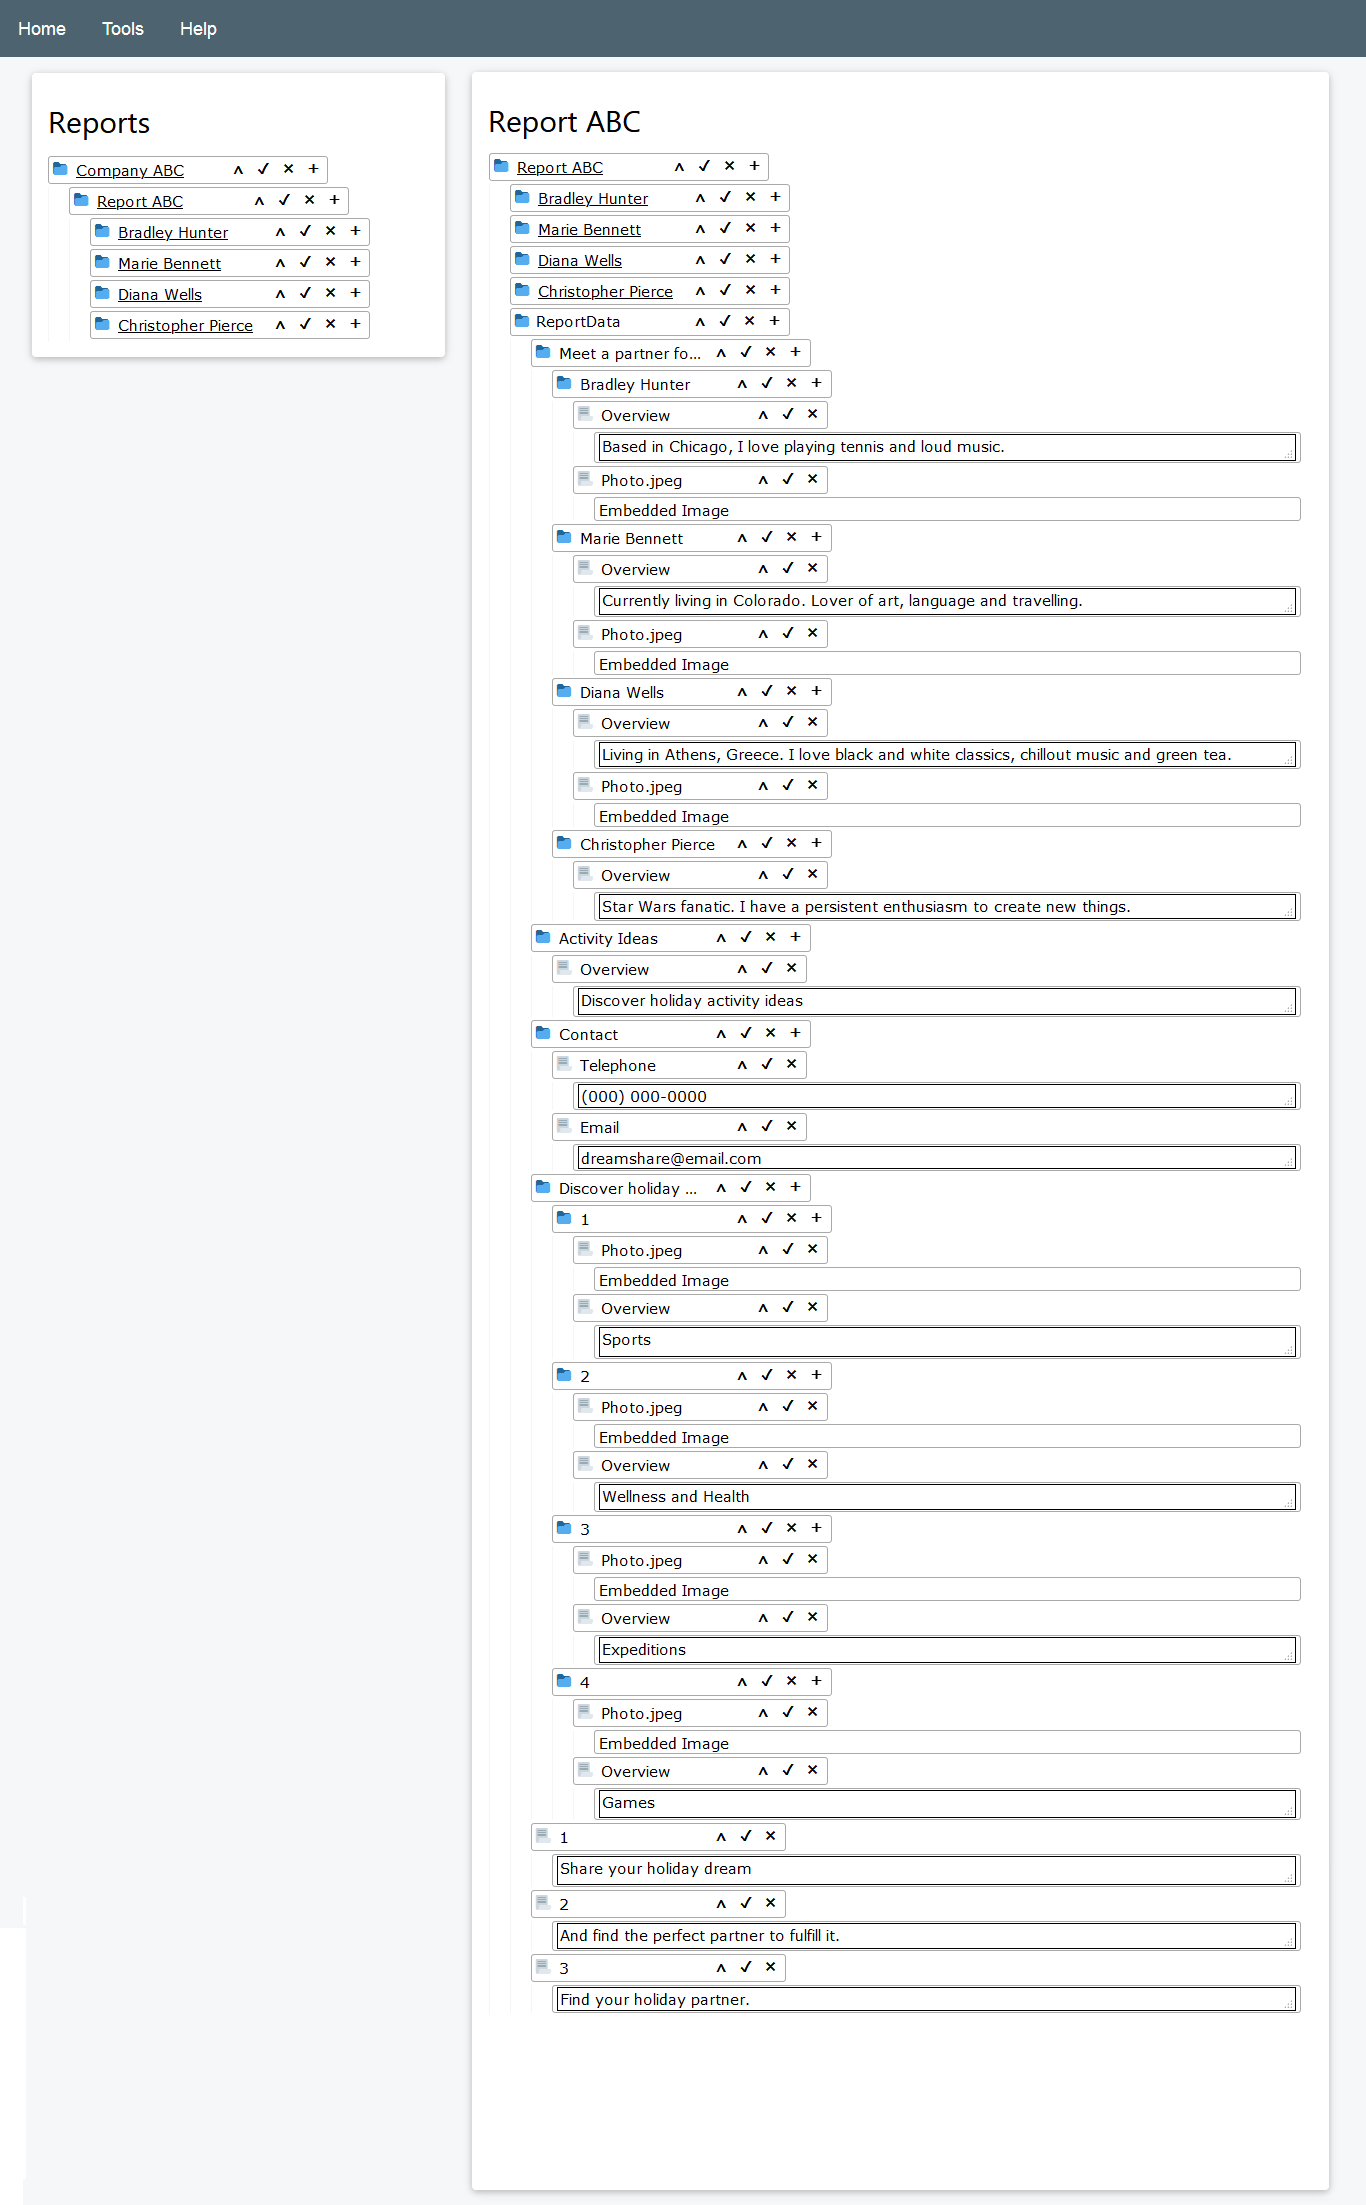 Home Tools Help
Reports
Company ABC
Report ABC
Bradley Hunter
Marie Bennett
Diana Wells
Christopher Pierce
Report ABC
Report ABC
Bradley Hunter
Marie Bennett
Diana Wells
Christopher Pierce
ReportData
Meet a partner fo...
Bradley Hunter
Overview
Based in Chicago, I love playing tennis and loud music.
Photo.jpeg
Embedded Image
Marie Bennett
Overview
Currently living in Colorado. Lover of art, language and travelling.
Photo.jpeg
Embedded Image
Diana Wells
Overview
Living in Athens, Greece. I love black and white classics, chillout music and green tea.
Photo.jpeg
Embedded Image
Christopher Pierce
Overview
Star Wars fanatic. I have a persistent enthusiasm to create new things.
Activity Ideas
Overview
Discover holiday activity ideas
Contact
Telephone
(000) 000-0000
Email
dreamshare@email.com
Discover holiday ...
1
Photo.jpeg
Embedded Image
Overview
Sports
2
Photo.jpeg
Embedded Image
Overview
Wellness and Health
3
Photo.jpeg
Embedded Image
Overview
Expeditions
4
Photo.jpeg
Embedded Image
Overview
Games
1
Share your holiday dream
2
And find the perfect partner to fulfill it.
3
Find your holiday partner.